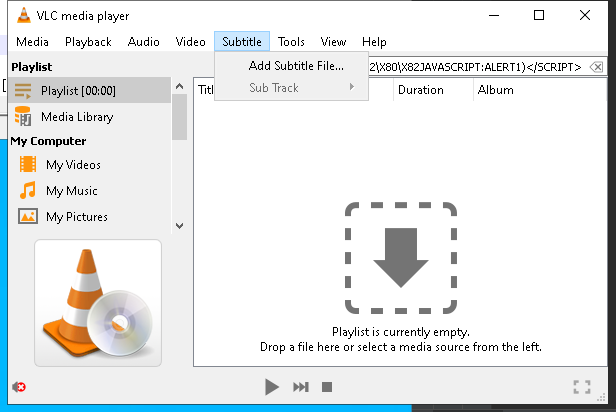 VLC media player
Media Playback Audio Video Subtitle Tools View Help
Playlist
2\X80\X82JAVASCRIPT:ALERT1)</SCRIPT>
Add Subtitle File...
Sub Track
Playlist [00:00]
Duration Album
Media Library
My Computer
My Videos
My Music
My Pictures
Playlist is currently empty.
Drop a file here or select a media source from the left.